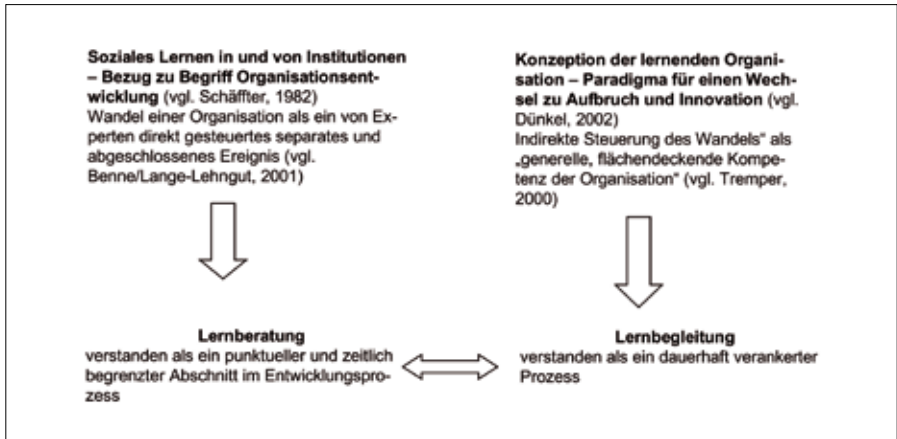 Soziales Lernen in und von Institutionen
– Bezug zu Begriff Organisationsent-
wicklung (vgl. Schäffter, 1982)
Wandel einer Organisation als ein von Ex-
perten direkt gesteuertes separates und
abgeschlossenes Ereignis (vgl.
Benne/Lange-Lehngut, 2001)
Konzeption der lernenden Organi-
sation – Paradigma für einen Wech-
sel zu Aufbruch und Innovation (vgl.
Dünkel, 2002)
Indirekte Steuerung des Wandels“ als
„generelle, flächendeckende Kompe-
tenz der Organisation“ (vgl. Tremper,
2000)
Lernberatung
verstanden als ein punktueller und zeitlich
begrenzter Abschnitt im Entwicklungspro-
zess
Lernbegleitung
verstanden als ein dauerhaft verankerter
Prozess